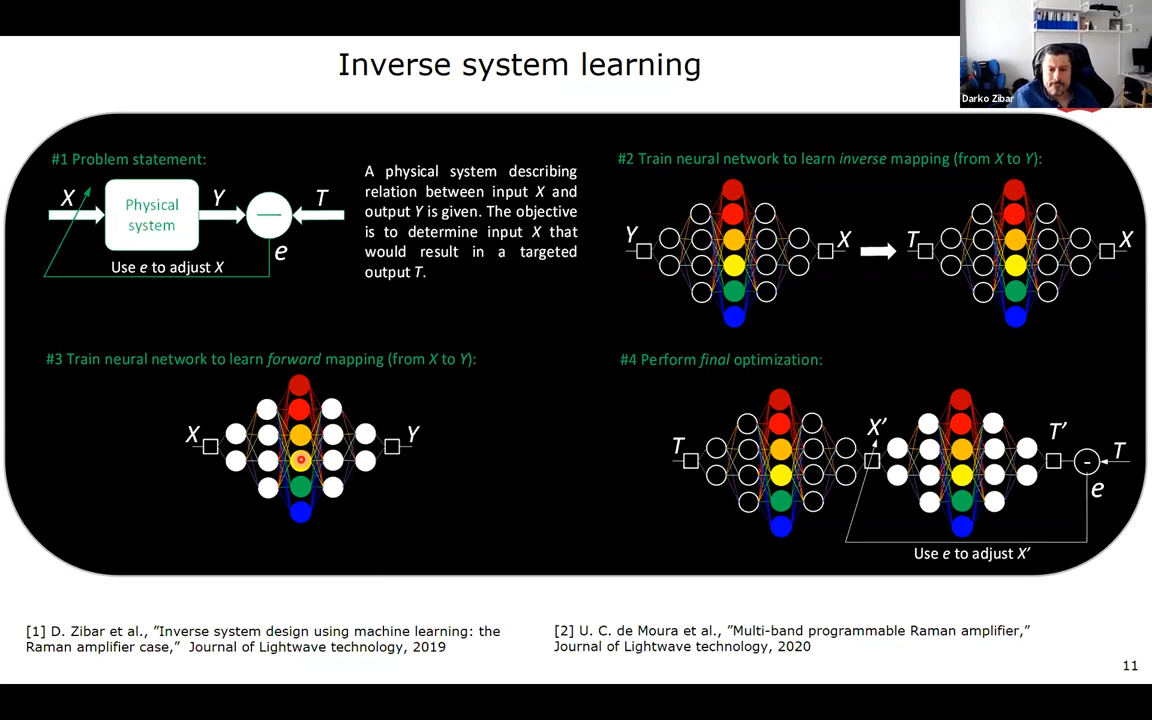 Inverse system learning
Darko Zibar
#1 Problem statement:
X
Physical
system
Y
T
e
Use e to adjust X
A physical system describing
relation between input X and
output Y is given. The objective
is to determine input X that
would result in a targeted
output T.
#2 Train neural network to learn inverse mapping (from X to Y):
Y
X
T
X
#3 Train neural network to learn forward mapping (from X to Y):
X
Y
#4 Perform final optimization:
T
X’
T’
-
T
e
Use e to adjust X’
[1] D. Zibar et al., ”Inverse system design using machine learning: the
Raman amplifier case,” Journal of Lightwave technology, 2019
[2] U. C. de Moura et al., ”Multi-band programmable Raman amplifier,”
Journal of Lightwave technology, 2020
11